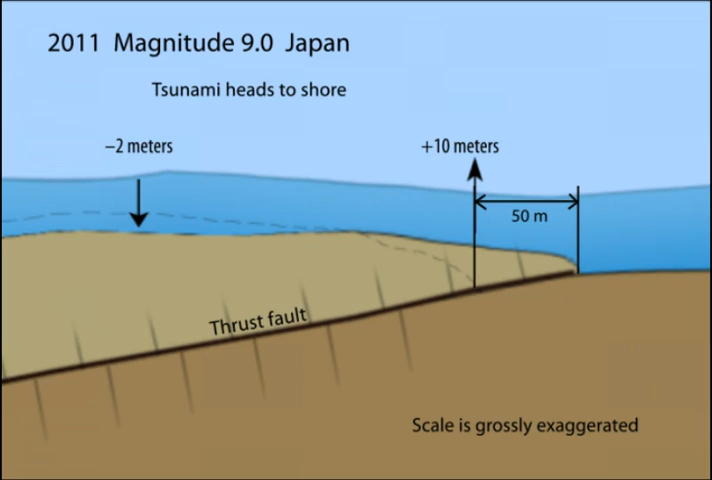 2011 Magnitude 9.0 Japan
Tsunami heads to shore
–2 meters
+10 meters
50 m
Thrust fault
Scale is grossly exaggerated